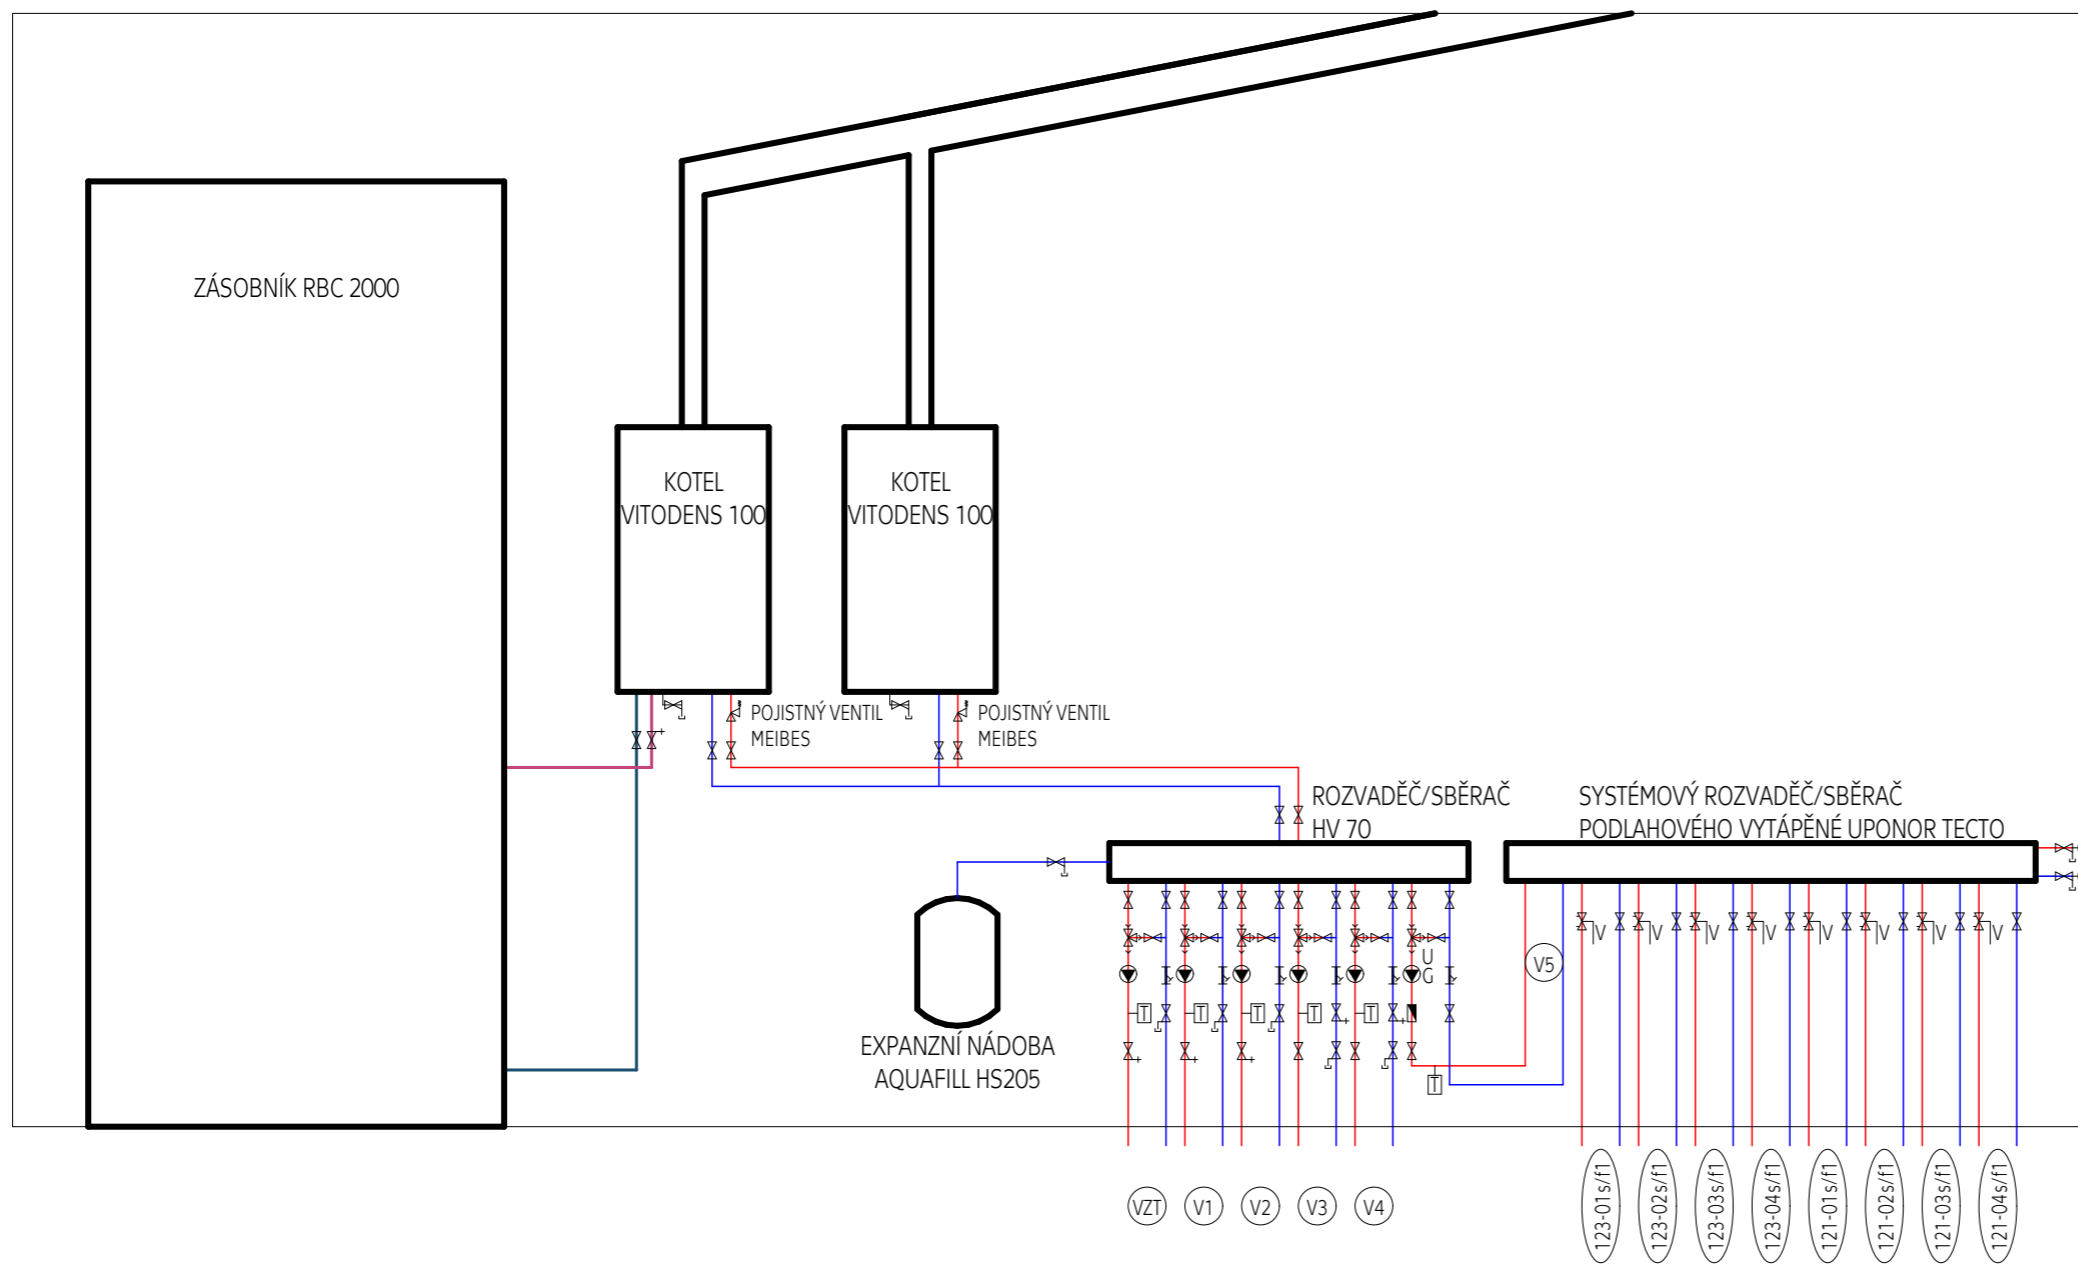 ZÁSOBNÍK RBC 2000
KOTEL
VITODENS 100
KOTEL
VITODENS 100
POJISTNÝ VENTIL
MEIBES
POJISTNÝ VENTIL
MEIBES
ROZVADĚČ/SBĚRAČ
HV 70
SYSTÉMOVÝ ROZVADĚČ/SBĚRAČ
PODLAHOVÉHO VYTÁPĚNÉ UPONOR TECTO
EXPANZNÍ NÁDOBA
AQUAFILL HS205
V V V V V V V V
U
G
V5
T T T T T
T
VZT V1 V2 V3 V4
123-01s/f1
123-02s/f1
123-03s/f1
123-04s/f1
121-01s/f1
121-02s/f1
121-03s/f1
121-04s/f1